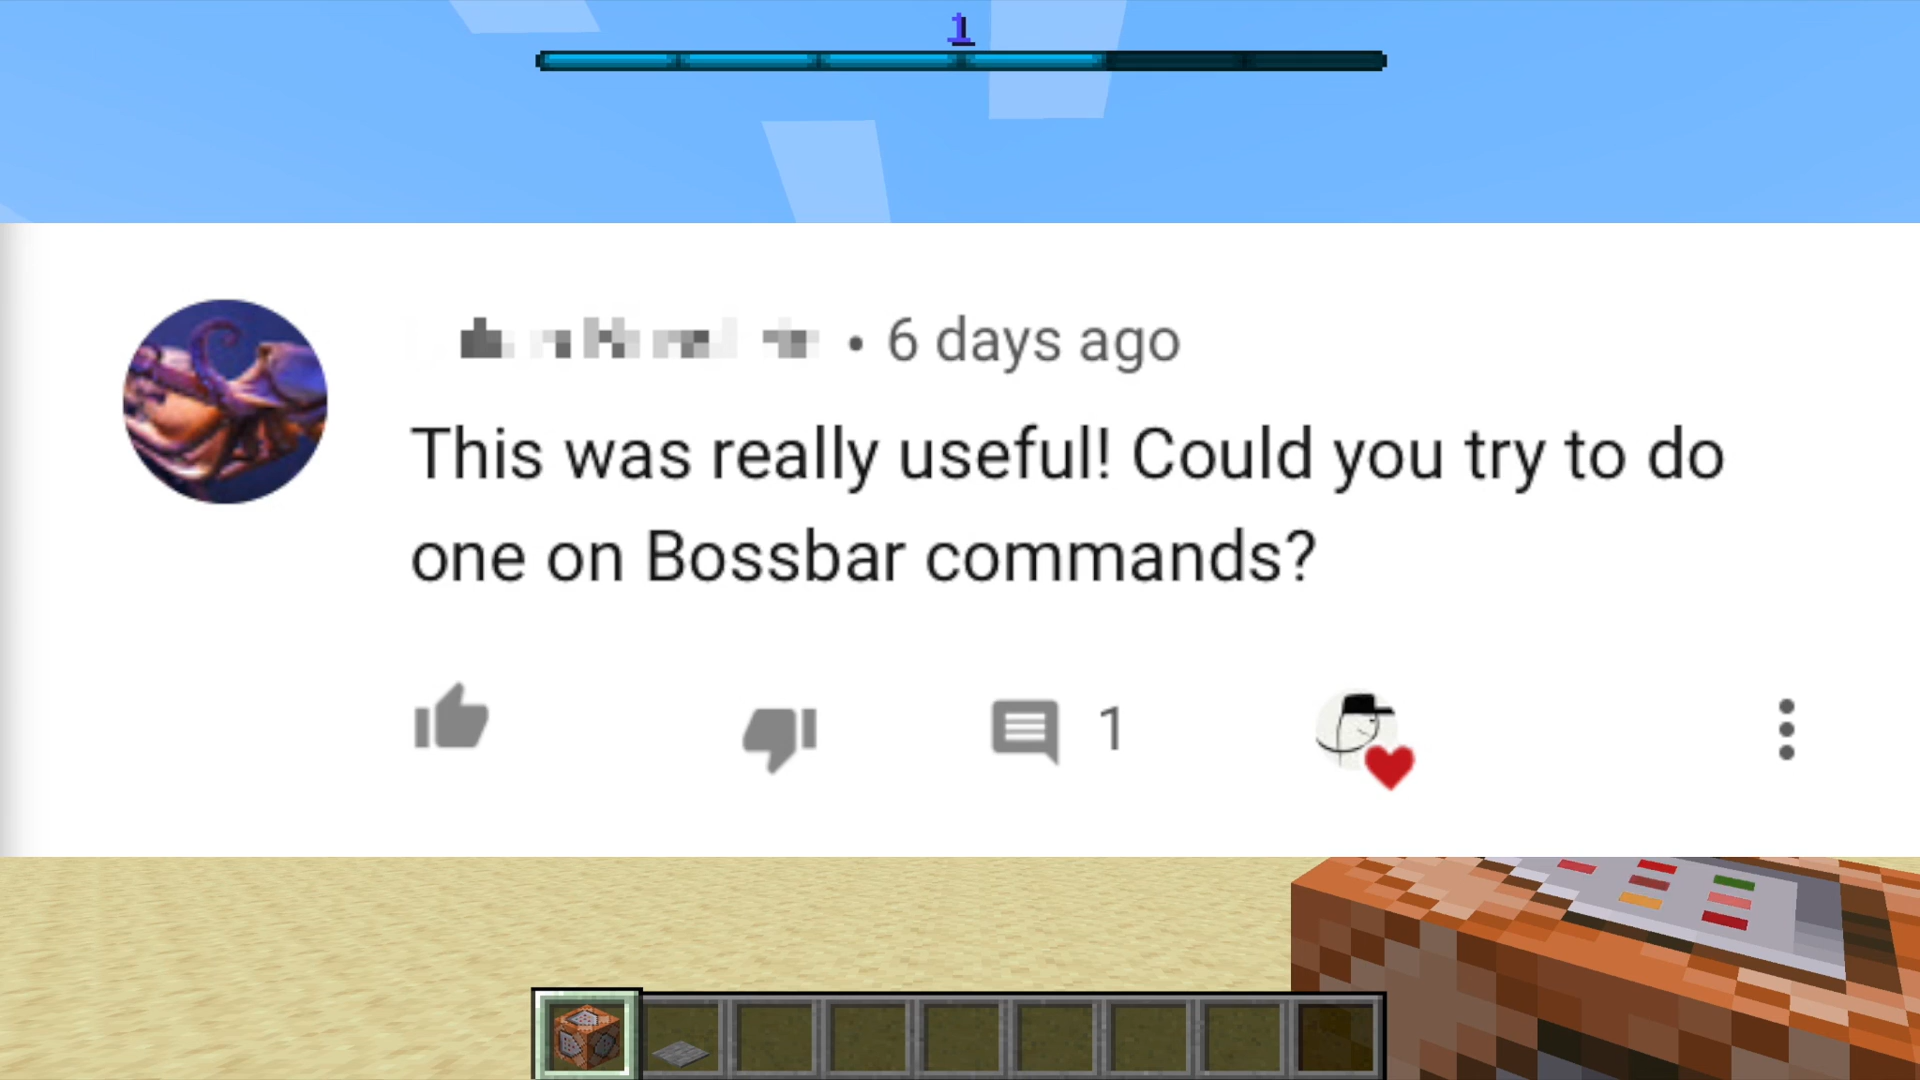 1
• 6 days ago
This was really useful! Could you try to do
one on Bossbar commands?
1